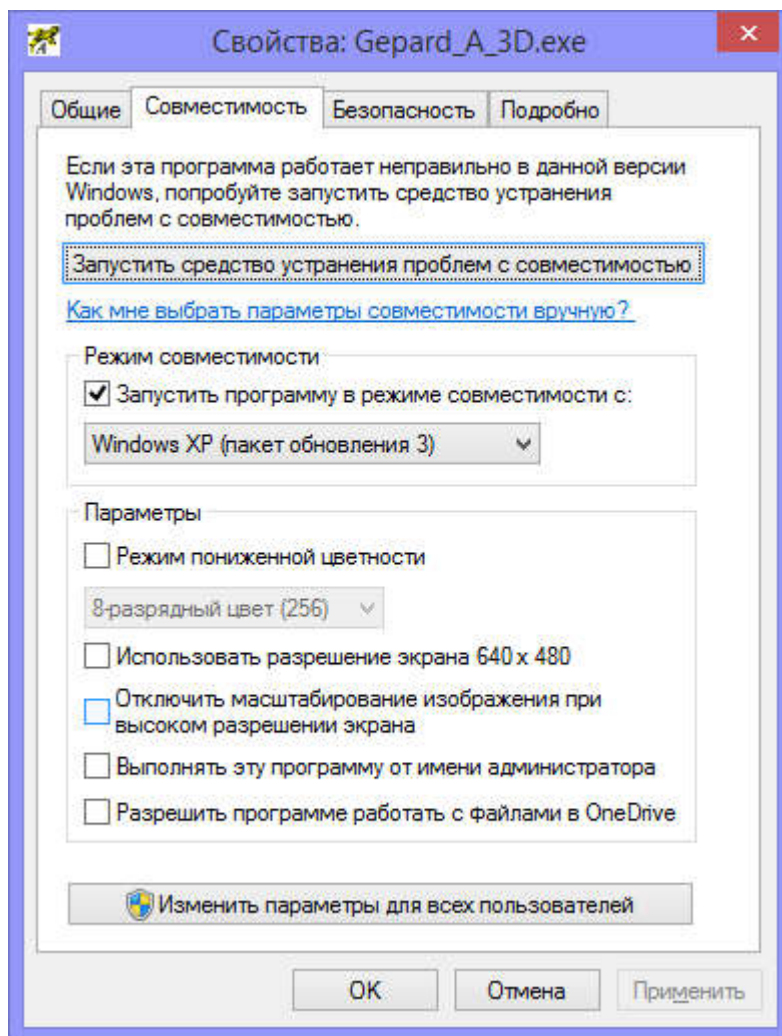 Свойства: Gepard_A_3D.exe
Общие Совместимость Безопасность Подробно
Если эта программа работает неправильно в данной версии
Windows, попробуйте запустить средство устранения
проблем с совместимостью.
Запустить средство устранения проблем с совместимостью
Как мне выбрать параметры совместимости вручную?
Режим совместимости
Запустить программу в режиме совместимости с:
Windows XP (пакет обновления 3)
Параметры
Режим пониженной цветности
8-разрядный цвет (256)
Использовать разрешение экрана 640 x 480
Отключить масштабирование изображения при
высоком разрешении экрана
Выполнять эту программу от имени администратора
Разрешить программе работать с файлами в OneDrive
Изменить параметры для всех пользователей
OK Отмена Применить